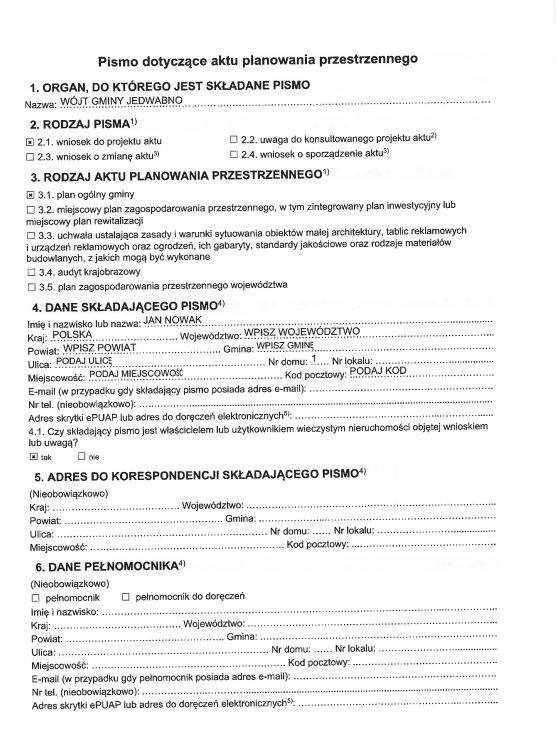 Pismo dotyczące aktu planowania przestrzennego
1. ORGAN, DO KTÓREGO JEST SKŁADANE PISMO
Nazwa: WÓJT GMINY JEDWABNO
2. RODZAJ PISMA1)
☒ 2.1. wniosek do projektu aktu ☐ 2.2. uwaga do konsultowanego projektu aktu2)
☐ 2.3. wniosek o zmianę aktu3) ☐ 2.4. wniosek o sporządzenie aktu3)
3. RODZAJ AKTU PLANOWANIA PRZESTRZENNEGO1)
☒ 3.1. plan ogólny gminy
☐ 3.2. miejscowy plan zagospodarowania przestrzennego, w tym zintegrowany plan inwestycyjny lub
miejscowy plan rewitalizacji
☐ 3.3. uchwała ustalająca zasady i warunki sytuowania obiektów małej architektury, tablic reklamowych
i urządzeń reklamowych oraz ogrodzeń, ich gabaryty, standardy jakościowe oraz rodzaje materiałów
budowlanych, z jakich mogą być wykonane
☐ 3.4. audyt krajobrazowy
☐ 3.5. plan zagospodarowania przestrzennego województwa
4. DANE SKŁADAJĄCEGO PISMO4)
Imię i nazwisko lub nazwa: JAN NOWAK
Kraj: POLSKA Województwo: WPISZ WOJEWÓDZTWO
Powiat: WPISZ POWIAT Gmina: WPISZ GMINĘ
Ulica: PODAJ ULICĘ Nr domu: 1 Nr lokalu:
Miejscowość: PODAJ MIEJSCOWOŚĆ Kod pocztowy: PODAJ KOD
E-mail (w przypadku gdy składający pismo posiada adres e-mail):
Nr tel. (nieobowiązkowo):
Adres skrytki ePUAP lub adres do doręczeń elektronicznych5):
4.1. Czy składający pismo jest właścicielem lub użytkownikiem wieczystym nieruchomości objętej wnioskiem
lub uwagą?
☒ tak ☐ nie
5. ADRES DO KORESPONDENCJI SKŁADAJĄCEGO PISMO4)
(Nieobowiązkowo)
Kraj: Województwo:
Powiat: Gmina:
Ulica: Nr domu: Nr lokalu:
Miejscowość: Kod pocztowy:
6. DANE PEŁNOMOCNIKA4)
(Nieobowiązkowo)
☐ pełnomocnik ☐ pełnomocnik do doręczeń
Imię i nazwisko:
Kraj: Województwo:
Powiat: Gmina:
Ulica: Nr domu: Nr lokalu:
Miejscowość: Kod pocztowy:
E-mail (w przypadku gdy pełnomocnik posiada adres e-mail):
Nr tel. (nieobowiązkowo):
Adres skrytki ePUAP lub adres do doręczeń elektronicznych5):